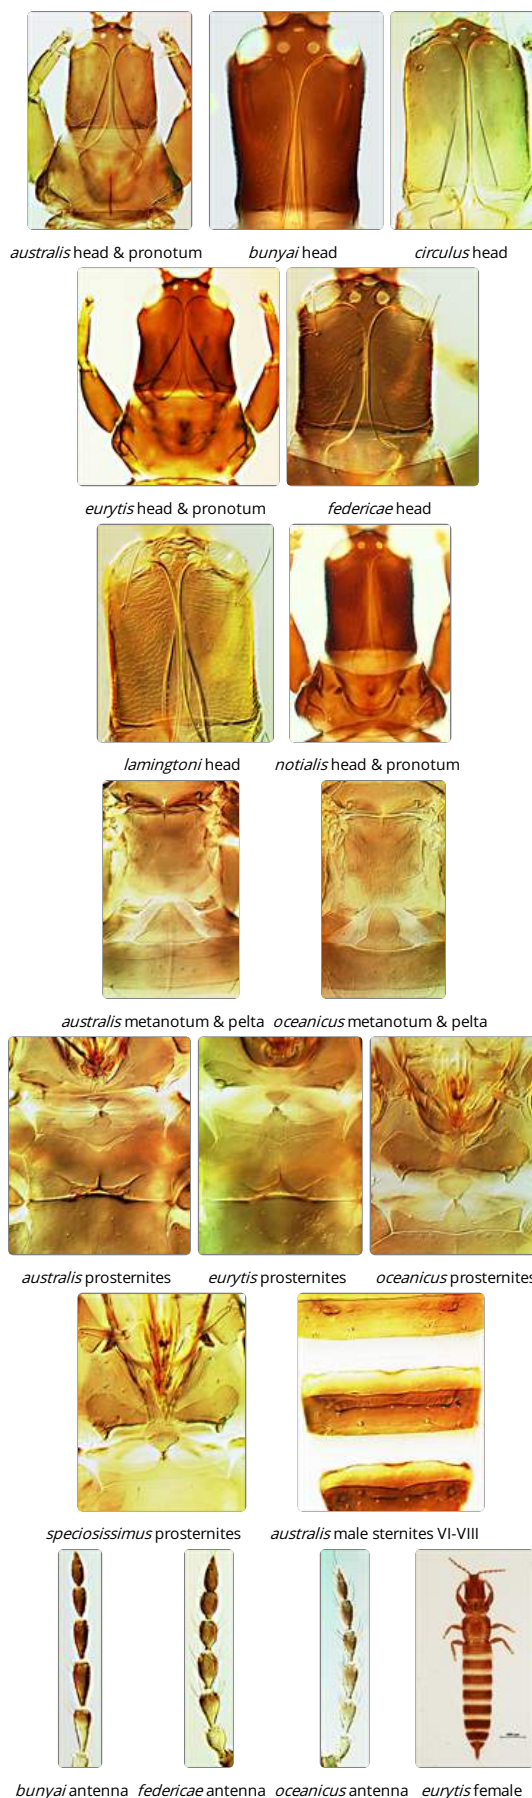 australis head & pronotum bunyai head circulus head
eurytis head & pronotum federicae head
lamingtoni head notialis head & pronotum
australis metanotum & pelta oceanicus metanotum & pelta
australis prosternites eurytis prosternites oceanicus prosternites
speciosissimus prosternites australis male sternites VI-VIII
bunyai antenna federicae antenna oceanicus antenna eurytis female